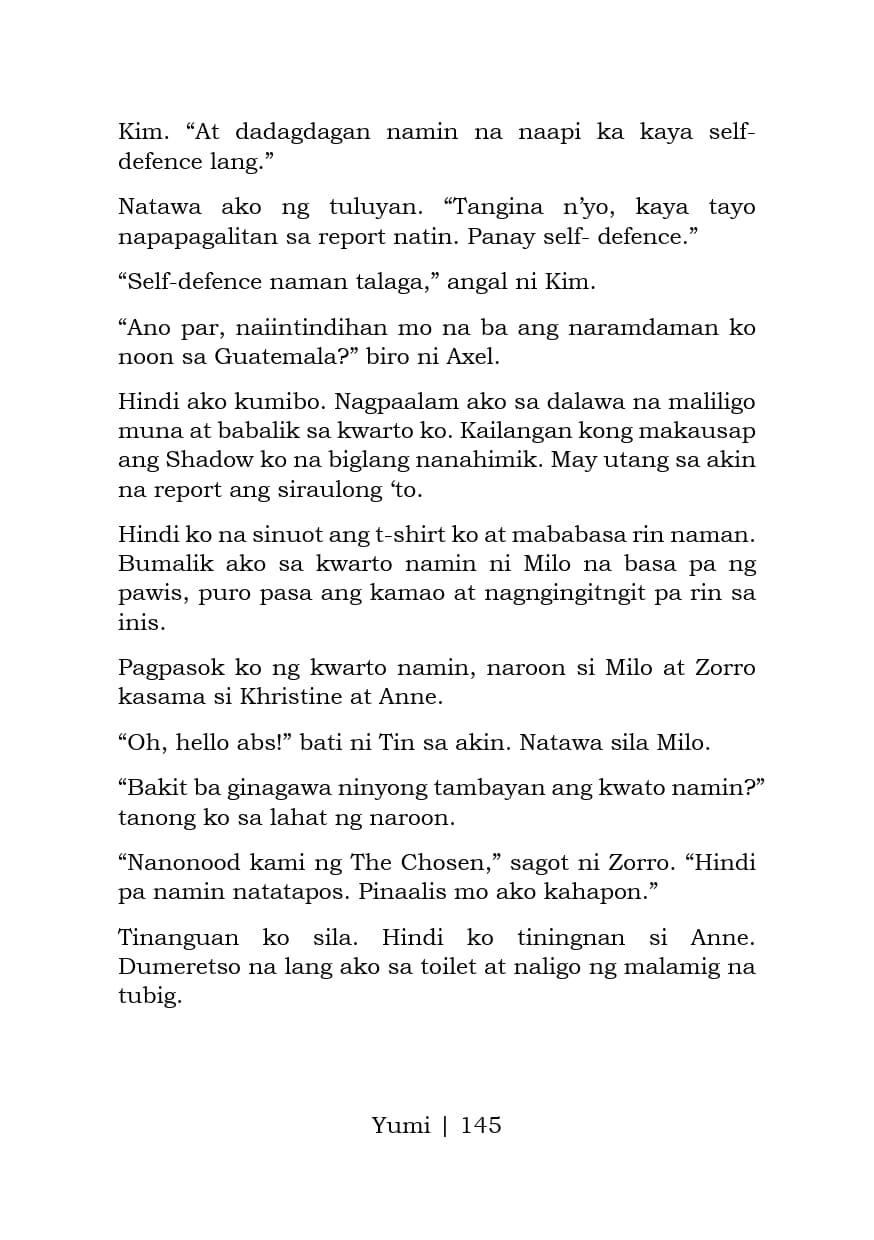 Kim. “At dadagdagan namin na naapi ka kaya self-
defence lang.”
Natawa ako ng tuluyan. “Tangina n’yo, kaya tayo
napapagalitan sa report natin. Panay self- defence.”
“Self-defence naman talaga,” angal ni Kim.
“Ano par, naiintindihan mo na ba ang naramdaman ko
noon sa Guatemala?” biro ni Axel.
Hindi ako kumibo. Nagpaalam ako sa dalawa na maliligo
muna at babalik sa kwarto ko. Kailangan kong makausap
ang Shadow ko na biglang nanahimik. May utang sa akin
na report ang siraulong ‘to.
Hindi ko na sinuot ang t-shirt ko at mababasa rin naman.
Bumalik ako sa kwarto namin ni Milo na basa pa ng
pawis, puro pasa ang kamao at nagngingitngit pa rin sa
inis.
Pagpasok ko ng kwarto namin, naroon si Milo at Zorro
kasama si Khristine at Anne.
“Oh, hello abs!” bati ni Tin sa akin. Natawa sila Milo.
“Bakit ba ginagawa ninyong tambayan ang kwato namin?”
tanong ko sa lahat ng naroon.
“Nanonood kami ng The Chosen,” sagot ni Zorro. “Hindi
pa namin natatapos. Pinaalis mo ako kahapon.”
Tinanguan ko sila. Hindi ko tiningnan si Anne.
Dumeretso na lang ako sa toilet at naligo ng malamig na
tubig.
Yumi | 145